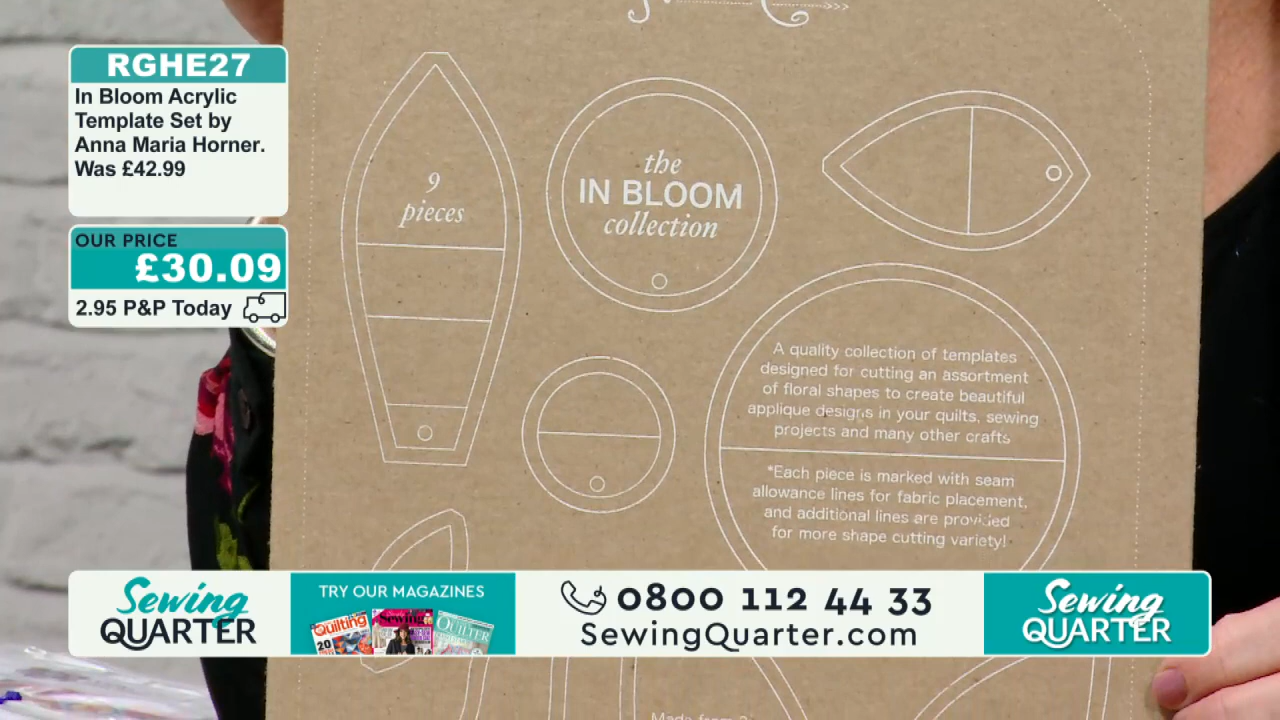 RGHE27
In Bloom Acrylic
Template Set by
Anna Maria Horner.
Was £42.99
OUR PRICE
£30.09
2.95 P&P Today
9
pieces
the
IN BLOOM
collection
A quality collection of templates
designed for cutting an assortment
of floral shapes to create beautiful
applique designs in your quilts, sewing
projects and many other crafts
*Each piece is marked with seam
allowance lines for fabric placement,
and additional lines are provided
for more shape cutting variety!
Sewing
QUARTER
TRY OUR MAGAZINES
Quilting
20
Sewing
QUILTER
0800 112 44 33
SewingQuarter.com
Sewing
QUARTER